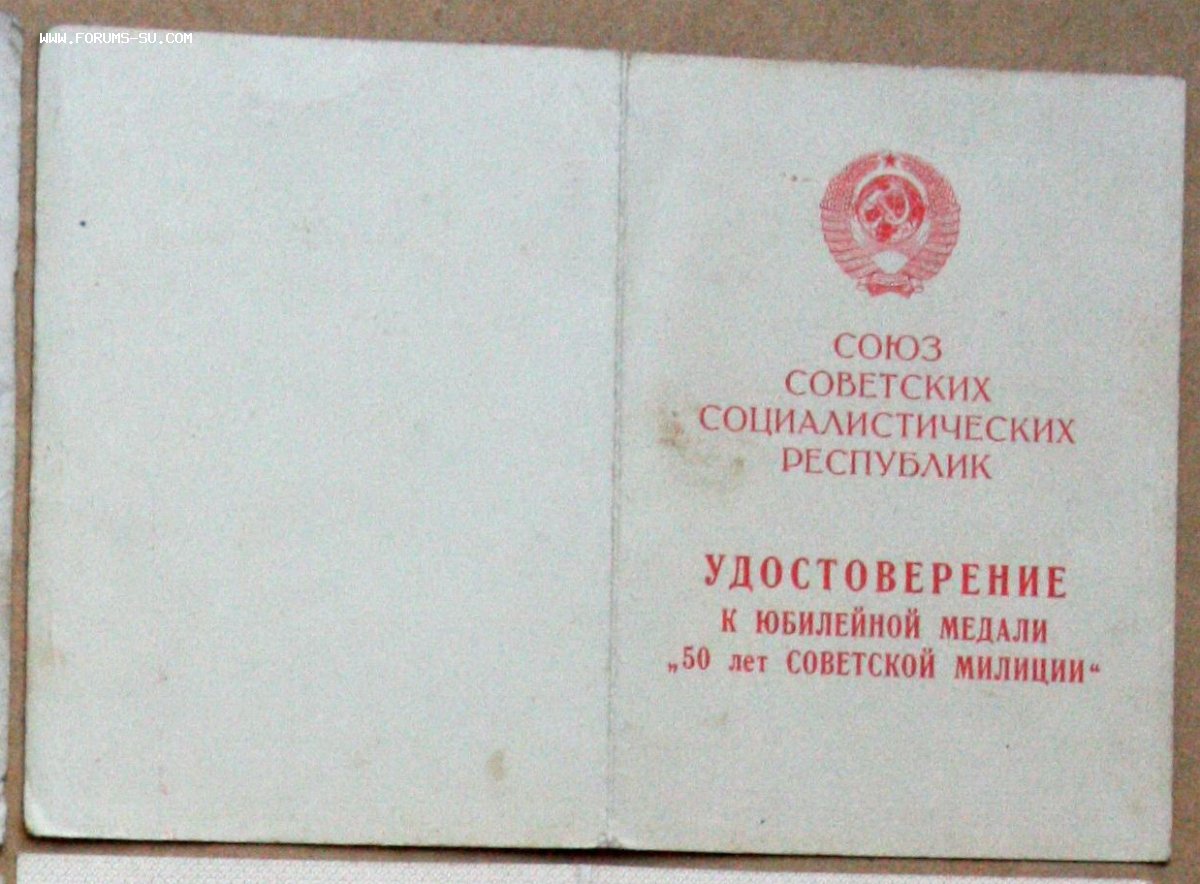 WWW.FORUMS-SU.COM
СОЮЗ
СОВЕТСКИХ
СОЦИАЛИСТИЧЕСКИХ
РЕСПУБЛИК
УДОСТОВЕРЕНИЕ
К ЮБИЛЕЙНОЙ МЕДАЛИ
„50 лет СОВЕТСКОЙ МИЛИЦИИ“